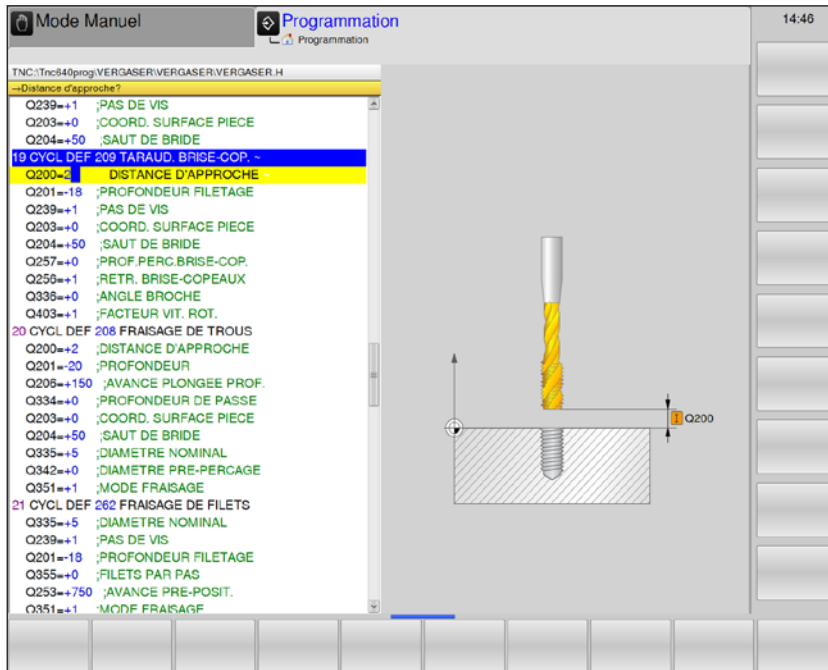 Mode Manuel
Programmation
Programmation
14:46
TNC:\Tnc640prog\VERGASER\VERGASER\VERGASER.H
→Distance d'approche?
Q239=+1 ;PAS DE VIS
Q203=+0 ;COORD. SURFACE PIECE
Q204=+50 ;SAUT DE BRIDE
19 CYCL DEF 209 TARAUD. BRISE-COP. ~
Q200=2 DISTANCE D'APPROCHE ~
Q201=-18 ;PROFONDEUR FILETAGE
Q239=+1 ;PAS DE VIS
Q203=+0 ;COORD. SURFACE PIECE
Q204=+50 ;SAUT DE BRIDE
Q257=+0 ;PROF.PERC.BRISE-COP.
Q256=+1 ;RETR. BRISE-COPEAUX
Q336=+0 ;ANGLE BROCHE
Q403=+1 ;FACTEUR VIT. ROT.
20 CYCL DEF 208 FRAISAGE DE TROUS
Q200=+2 ;DISTANCE D'APPROCHE
Q201=-20 ;PROFONDEUR
Q206=+150 ;AVANCE PLONGEE PROF.
Q334=+0 ;PROFONDEUR DE PASSE
Q203=+0 ;COORD. SURFACE PIECE
Q204=+50 ;SAUT DE BRIDE
Q335=+5 ;DIAMETRE NOMINAL
Q342=+0 ;DIAMETRE PRE-PERCAGE
Q351=+1 ;MODE FRAISAGE
21 CYCL DEF 262 FRAISAGE DE FILETS
Q335=+5 ;DIAMETRE NOMINAL
Q239=+1 ;PAS DE VIS
Q201=-18 ;PROFONDEUR FILETAGE
Q355=+0 ;FILETS PAR PAS
Q253=+750 ;AVANCE PRE-POSIT.
Q351=+1 ;MODE FRAISAGE
Q200